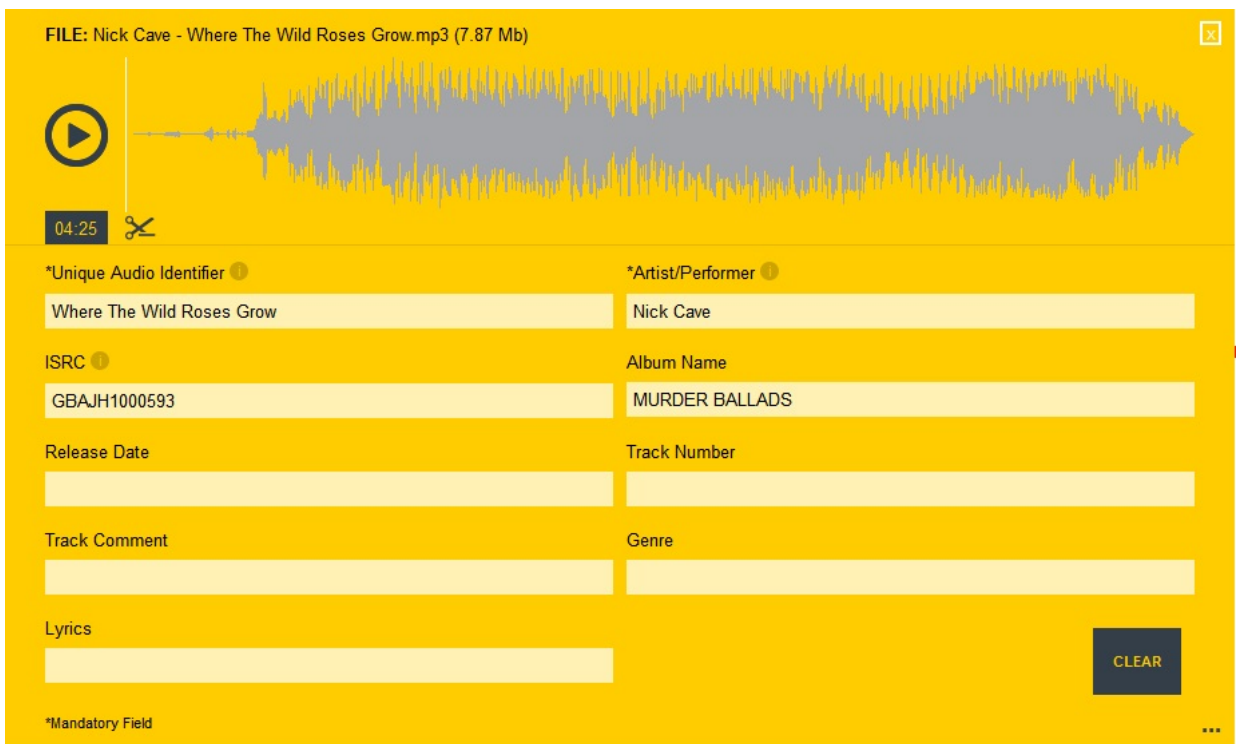 FILE: Nick Cave - Where The Wild Roses Grow.mp3 (7.87 Mb)
x
04:25
*Unique Audio Identifier i
*Artist/Performer i
Where The Wild Roses Grow
Nick Cave
ISRC i
Album Name
GBAJH1000593
MURDER BALLADS
Release Date
Track Number
Track Comment
Genre
Lyrics
CLEAR
*Mandatory Field
...